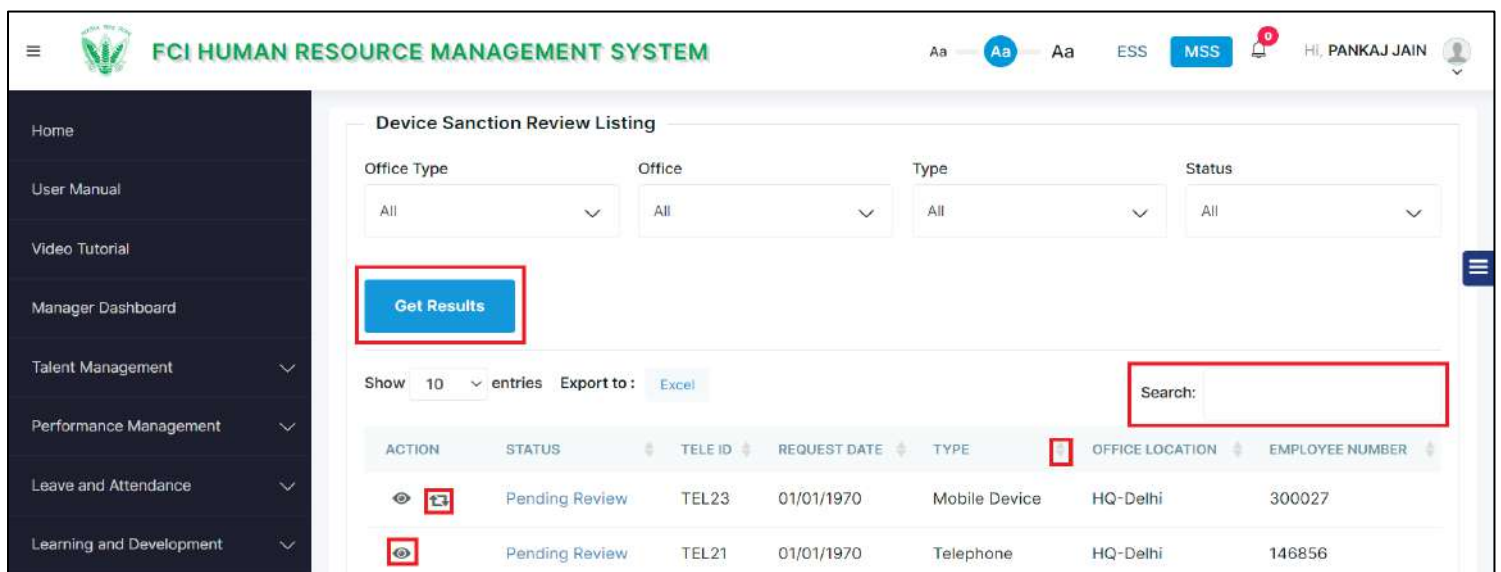 FCI HUMAN RESOURCE MANAGEMENT SYSTEM
Aa Aa Aa ESS MSS 0 Hi, PANKAJ JAIN
Home
User Manual
Video Tutorial
Manager Dashboard
Talent Management
Performance Management
Leave and Attendance
Learning and Development
Device Sanction Review Listing
Office Type Office Type Status
All All All All
Get Results
Show 10 entries Export to : Excel Search:
ACTION STATUS TELE ID REQUEST DATE TYPE OFFICE LOCATION EMPLOYEE NUMBER
Pending Review TEL23 01/01/1970 Mobile Device HQ-Delhi 300027
Pending Review TEL21 01/01/1970 Telephone HQ-Delhi 146856